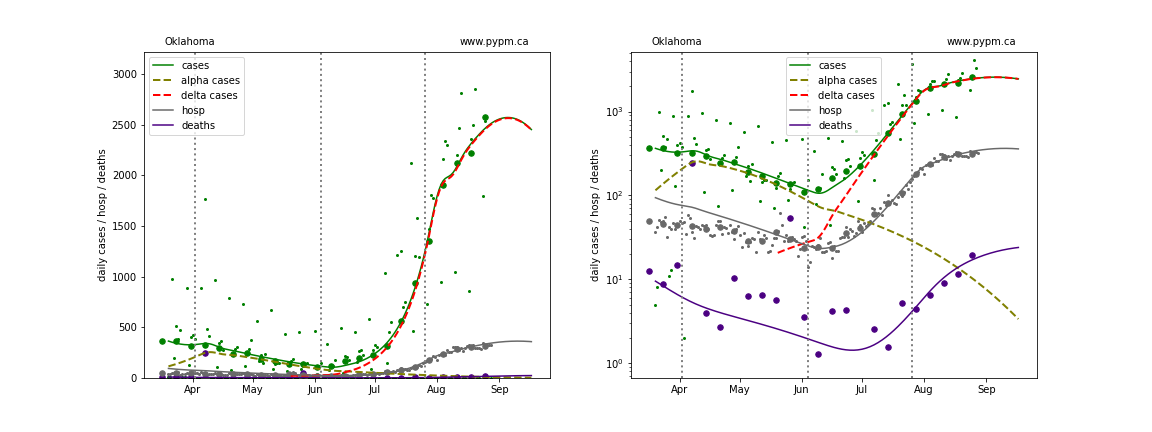 Oklahoma www.pypm.ca
cases
alpha cases
delta cases
hosp
deaths
daily cases / hosp / deaths
3000
2500
2000
1500
1000
500
0
Apr May Jun Jul Aug Sep
Oklahoma www.pypm.ca
cases
alpha cases
delta cases
hosp
deaths
daily cases / hosp / deaths
10³
10²
10¹
10⁰
Apr May Jun Jul Aug Sep